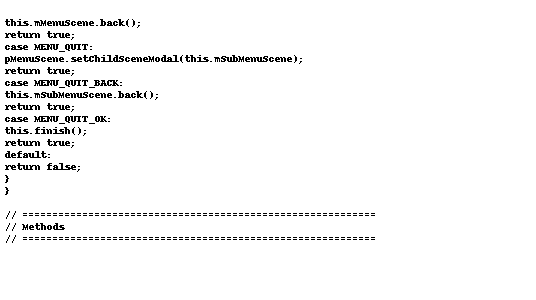 this.mMenuScene.back();
return true;
case MENU_QUIT:
pMenuScene.setChildSceneModal(this.mSubMenuScene);
return true;
case MENU_QUIT_BACK:
this.mSubMenuScene.back();
return true;
case MENU_QUIT_OK:
this.finish();
return true;
default:
return false;
}
}
// ===========================================================
// Methods
// ===========================================================